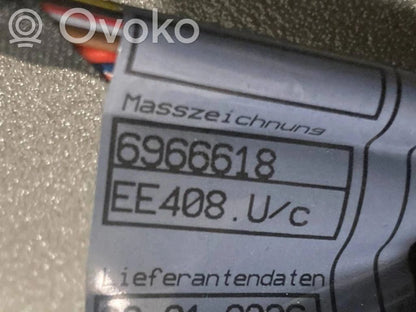 Ovoko
Masszeichnung
6966618
EE408.U/c
Lieferantendaten